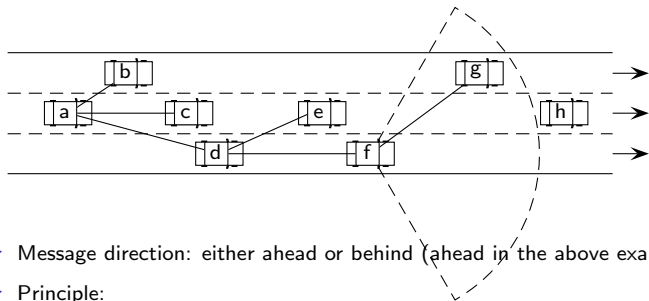 b
g
a
c
e
h
d
f
Message direction: either ahead or behind (ahead in the above exa
Principle: